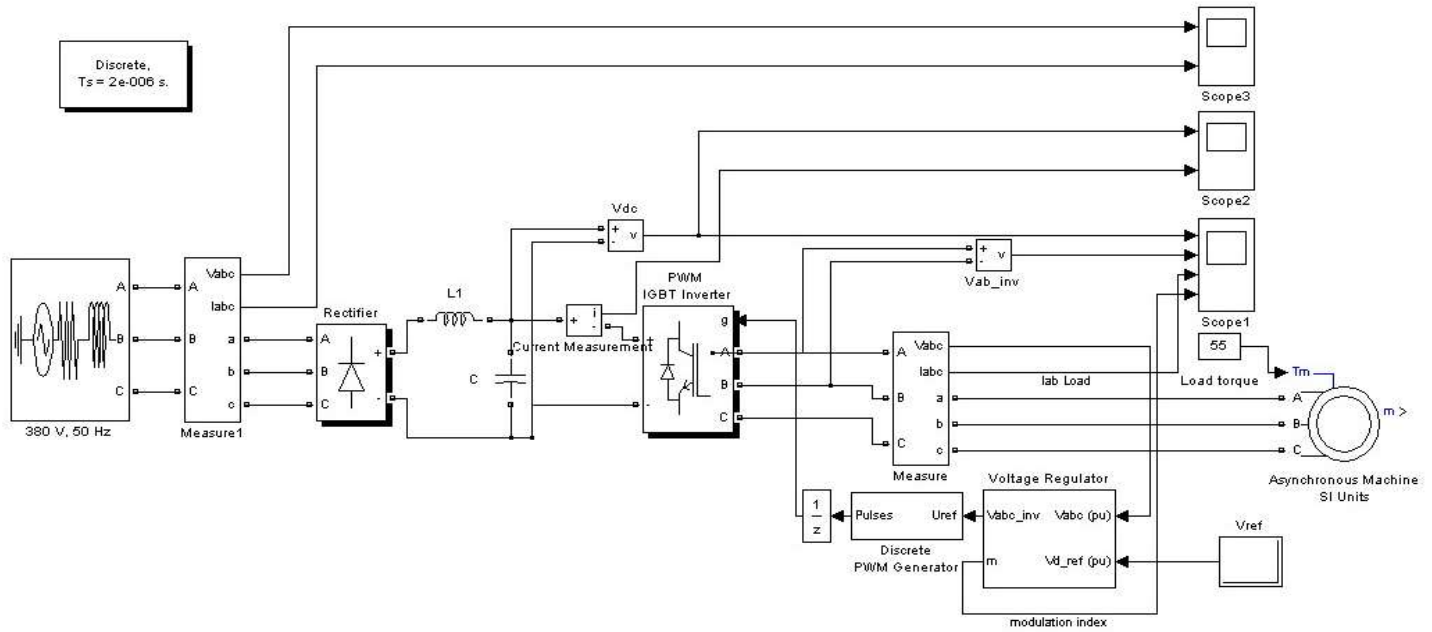 Discrete,
Ts = 2e-006 s.
Scope3
Scope2
Vdc
+
v
-
+
v
-
Vab_inv
Scope1
PWM
IGBT Inverter
A
B
C
380 V, 50 Hz
Vabc
Iabc
A
B
C
a
b
c
Measure1
Rectifier
A
B
C
+
-
L1
C
+
i
-
Current Measurement
g
+
-
A
B
C
Vabc
Iabc
A
B
C
a
b
c
Measure
Iab Load
55
Load torque
Tm
A
B
C
m >
Asynchronous Machine
SI Units
Voltage Regulator
Vabc_inv
Vabc (pu)
m
Vd_ref (pu)
1
z
Pulses
Uref
Discrete
PWM Generator
Vref
modulation index